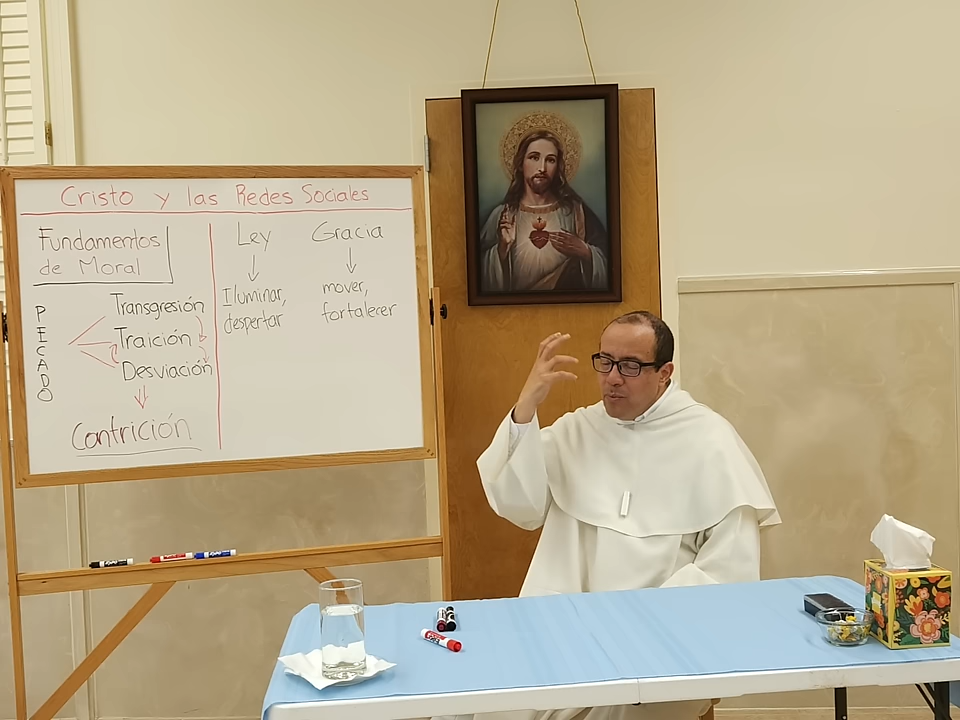 Cristo y las Redes Sociales
Fundamentos
de Moral
PECADO
Transgresión
Traición
Desviación
Contrición
Ley
Iluminar,
despertar
Gracia
mover,
fortalecer